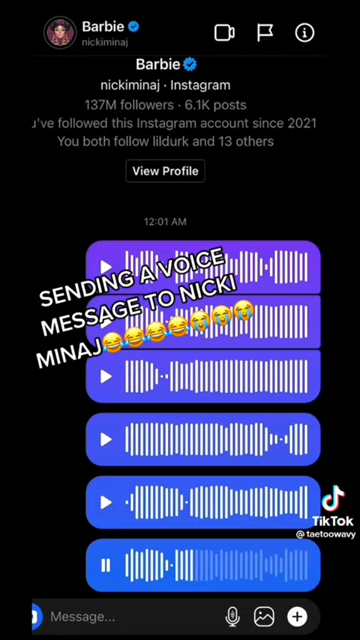 Barbie
nickiminaj
Barbie
nickiminaj · Instagram
137M followers · 6.1K posts
u've followed this Instagram account since 2021
You both follow lildurk and 13 others
View Profile
12:01 AM
SENDING A VOICE
MESSAGE TO NICKI
MINAJ😂😂😂😂😭😭😭
TikTok
@taetoowavy
Message...